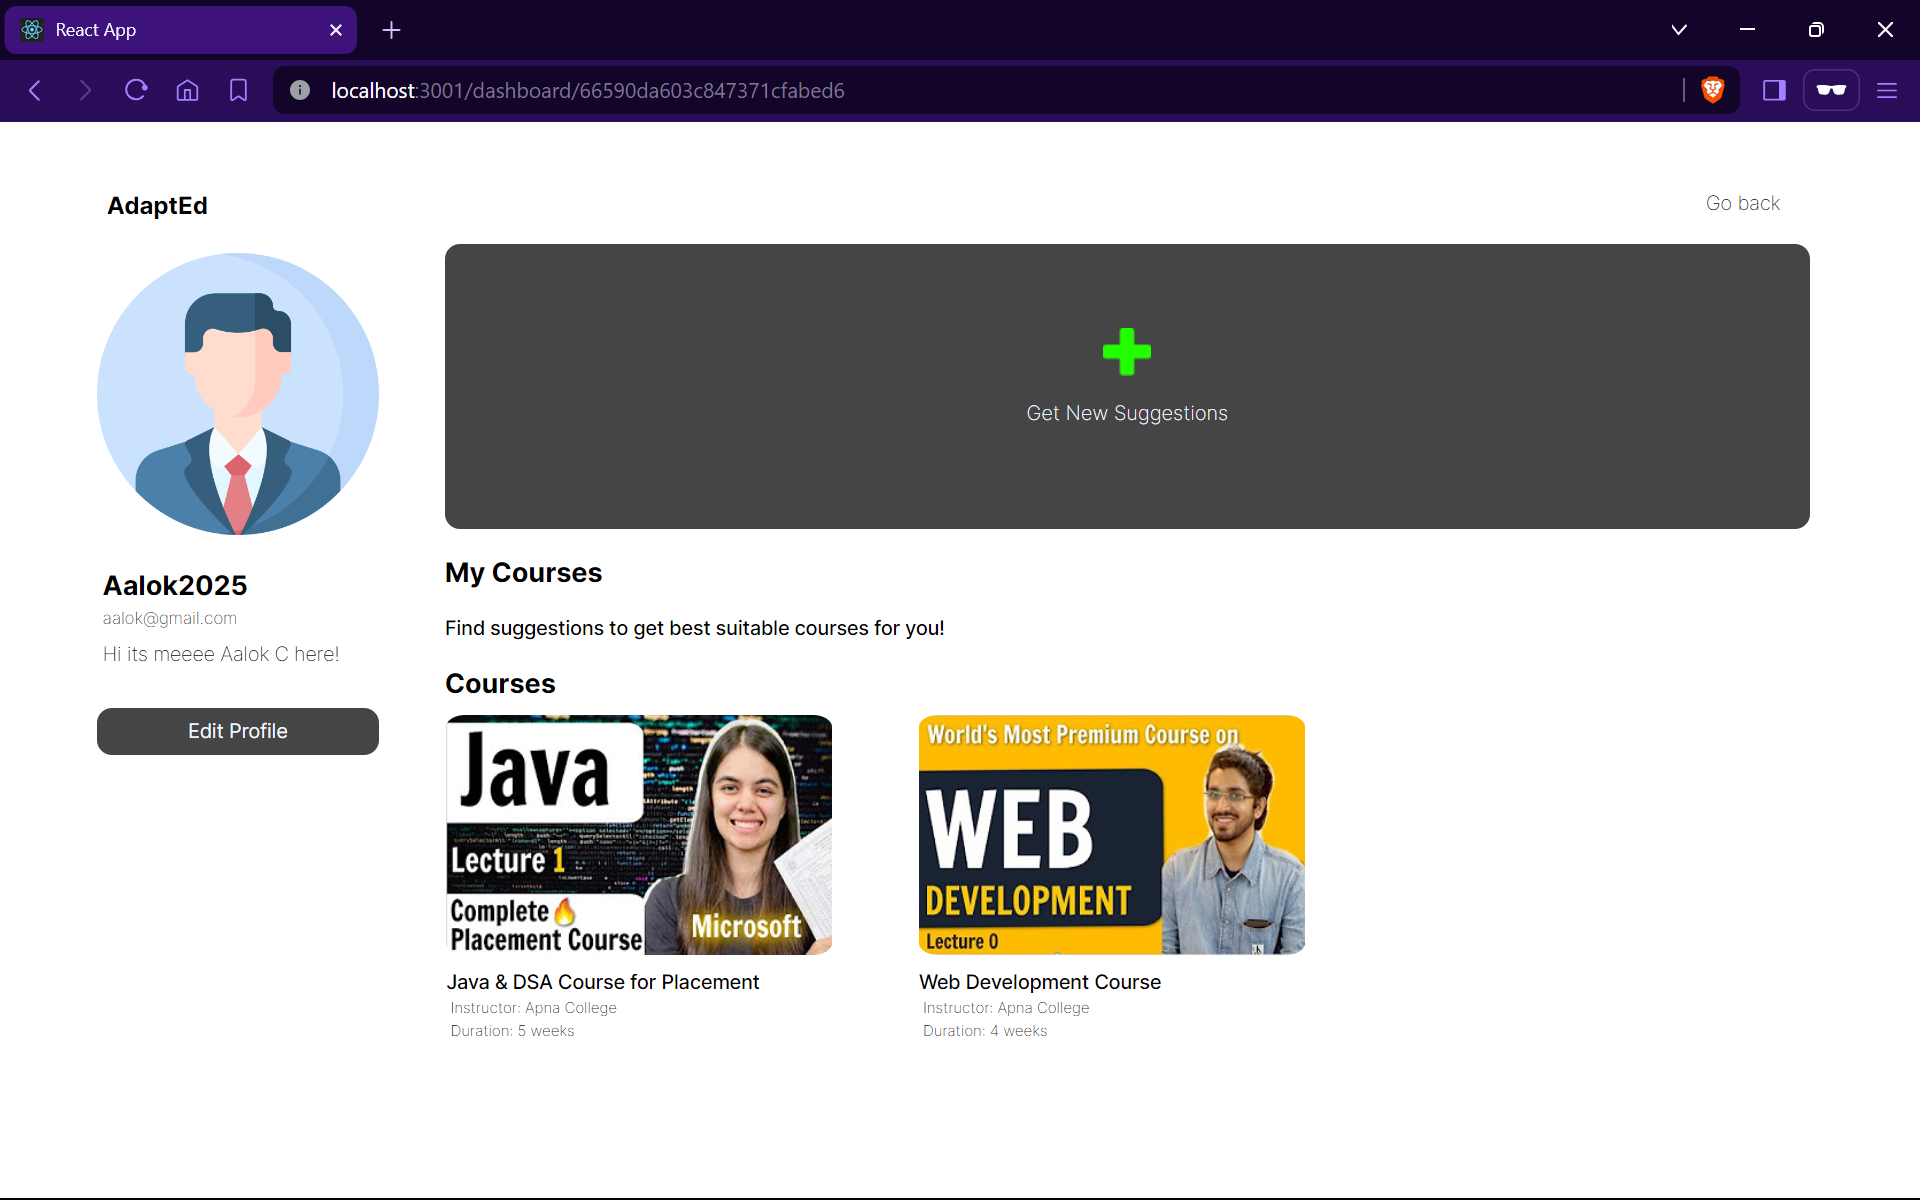 React App
localhost:3001/dashboard/66590da603c847371cfabed6
AdaptEd
Go back
Get New Suggestions
Aalok2025
aalok@gmail.com
Hi its meeee Aalok C here!
Edit Profile
My Courses
Find suggestions to get best suitable courses for you!
Courses
Java
Lecture 1
Complete🔥
Placement Course
Microsoft
Java & DSA Course for Placement
Instructor: Apna College
Duration: 5 weeks
World's Most Premium Course on
WEB
DEVELOPMENT
Lecture 0
Web Development Course
Instructor: Apna College
Duration: 4 weeks